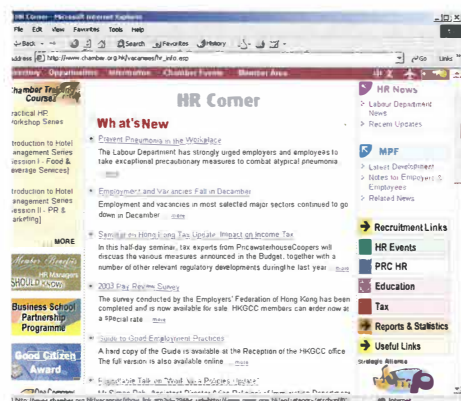 HR Corner - Microsoft Internet Explorer
File Edit View Favorites Tools Help
Back Search Favorites History
Address http://www.chamber.org.hk/vacanees/hr_info.asp Go Links
Directory Opportunities Information Chamber Events Member Area
Chamber Training Courses
Practical HR Workshop Series
Introduction to Hotel Management Series
[Session I - Food & Beverage Services]
Introduction to Hotel Management Series
[Session II - PR & Marketing]
MORE
Member Benefits
HR Managers
SHOULD KNOW
Business School
Partnership
Programme
Good Citizen
Award
HR Corner
What's New
Prevent Pneumonia in the Workplace
The Labour Department has strongly urged employers and employees to
take exceptional precautionary measures to combat atypical pneumonia
... more
Employment and Vacancies Fall in December
Employment and vacancies in most selected major sectors continued to go
down in December ... more
Seminar on Hong Kong Tax Update: Impact on Income Tax
In this half-day seminar, tax experts from PricewaterhouseCoopers will
discuss the various measures announced in the Budget, together with a
number of other relevant regulatory developments during the last year ... more
2003 Pay Review Survey
The survey conducted by the Employers' Federation of Hong Kong has been
completed and is now available for sale. HKGCC members can order now at
a special rate ... more
Guide to Good Employment Practices
A hard copy of the Guide is available at the Reception of the HKGCC office
The full version is also available online ... more
HR News
> Labour Department
News
> Recent Updates
MPF
> Latest Development
> Notes for Employers &
Employees
> Related News
Recruitment Links
HR Events
PRC HR
Education
Tax
Reports & Statistics
Useful Links
Strategic Alliance
Internet